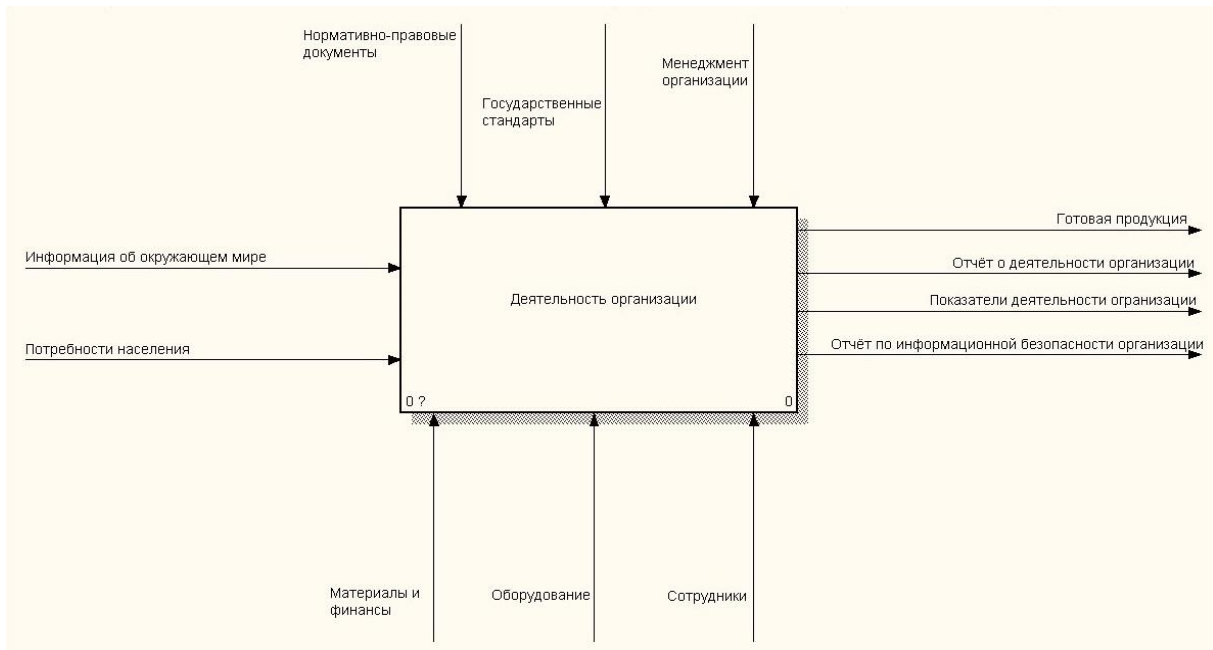 Нормативно-правовые
документы
Менеджмент
организации
Государственные
стандарты
Готовая продукция
Информация об окружающем мире
Отчёт о деятельности организации
Деятельность организации
Показатели деятельности огранизации
Потребности населения
Отчёт по информационной безопасности организации
0 ?
0
Материалы и
финансы
Оборудование
Сотрудники